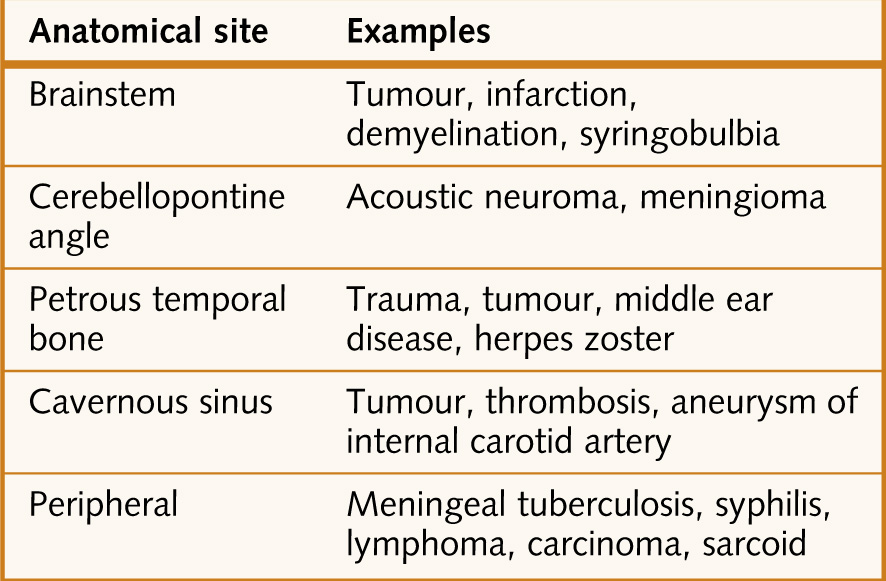 Anatomical site Examples
Brainstem Tumour, infarction,
demyelination, syringobulbia
Cerebellopontine Acoustic neuroma, meningioma
angle
Petrous temporal Trauma, tumour, middle ear
bone disease, herpes zoster
Cavernous sinus Tumour, thrombosis, aneurysm of
internal carotid artery
Peripheral Meningeal tuberculosis, syphilis,
lymphoma, carcinoma, sarcoid